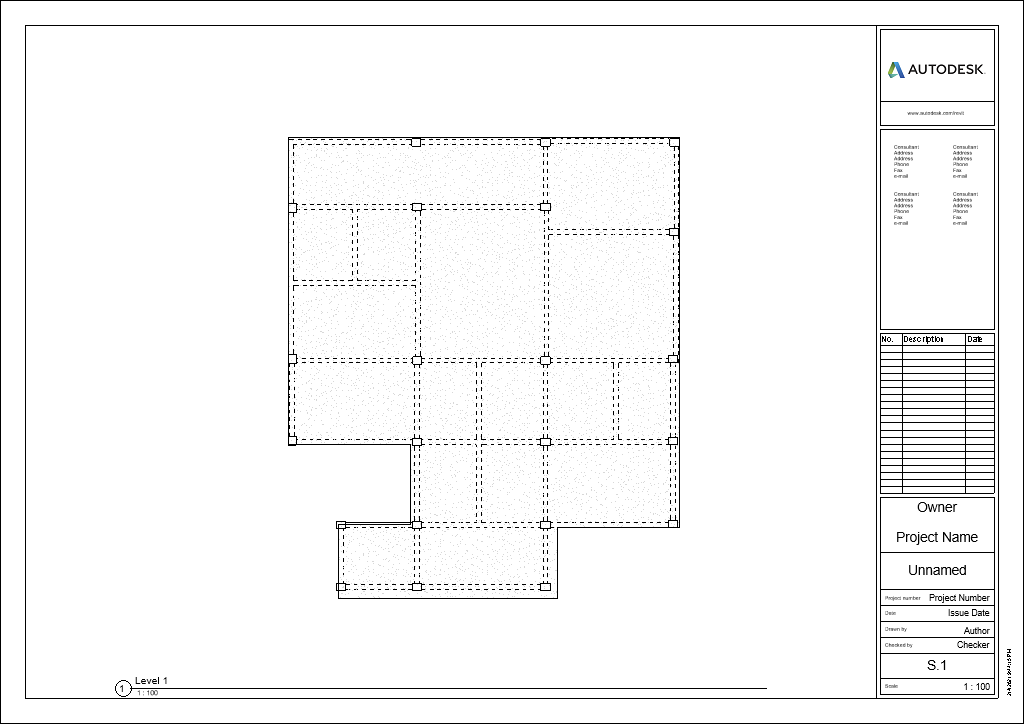 AUTODESK.
www.autodesk.com/revit
Consultant
Address
Address
Phone
Fax
e-mail
Consultant
Address
Address
Phone
Fax
e-mail
Consultant
Address
Address
Phone
Fax
e-mail
Consultant
Address
Address
Phone
Fax
e-mail
No. Description Date
Owner
Project Name
Unnamed
Project number Project Number
Date Issue Date
Drawn by Author
Checked by Checker
S.1
Scale 1 : 100
1 Level 1
1 : 100